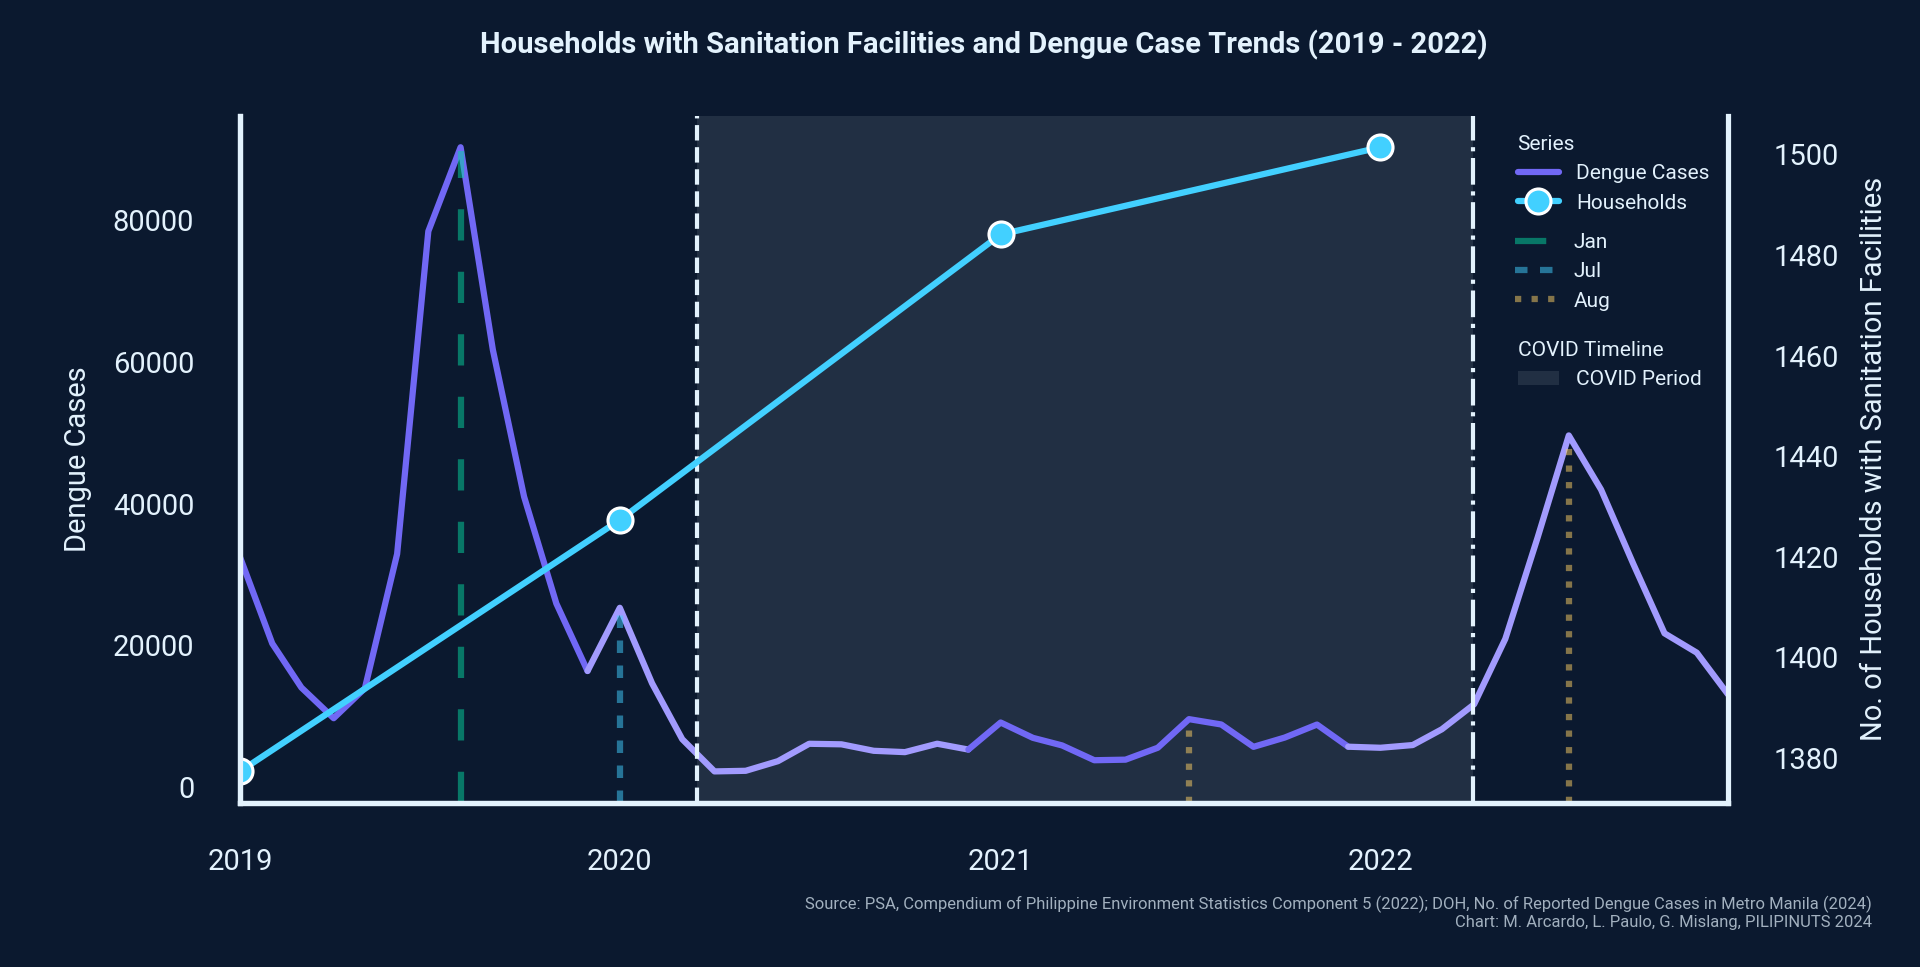 Households with Sanitation Facilities and Dengue Case Trends (2019 - 2022)
Dengue Cases
80000
60000
40000
20000
0
Series
Dengue Cases
Households
Jan
Jul
Aug
COVID Timeline
COVID Period
1500
1480
1460
1440
1420
1400
1380
No. of Households with Sanitation Facilities
2019
2020
2021
2022
Source: PSA, Compendium of Philippine Environment Statistics Component 5 (2022); DOH, No. of Reported Dengue Cases in Metro Manila (2024)
Chart: M. Arcardo, L. Paulo, G. Mislang, PILIPINUTS 2024